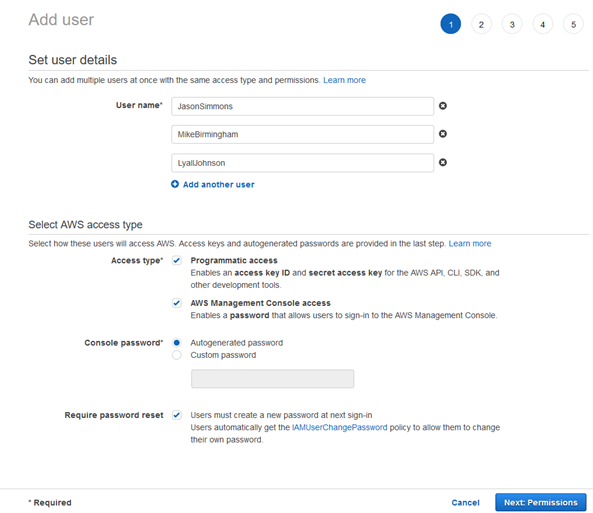 Add user
1 2 3 4 5
Set user details
You can add multiple users at once with the same access type and permissions. Learn more
User name* JasonSimmons
MikeBirmingham
LyallJohnson
Add another user
Select AWS access type
Select how these users will access AWS. Access keys and autogenerated passwords are provided in the last step. Learn more
Access type* Programmatic access
Enables an access key ID and secret access key for the AWS API, CLI, SDK, and
other development tools.
AWS Management Console access
Enables a password that allows users to sign-in to the AWS Management Console.
Console password* Autogenerated password
Custom password
Require password reset Users must create a new password at next sign-in
Users automatically get the IAMUserChangePassword policy to allow them to change
their own password.
* Required Cancel Next: Permissions